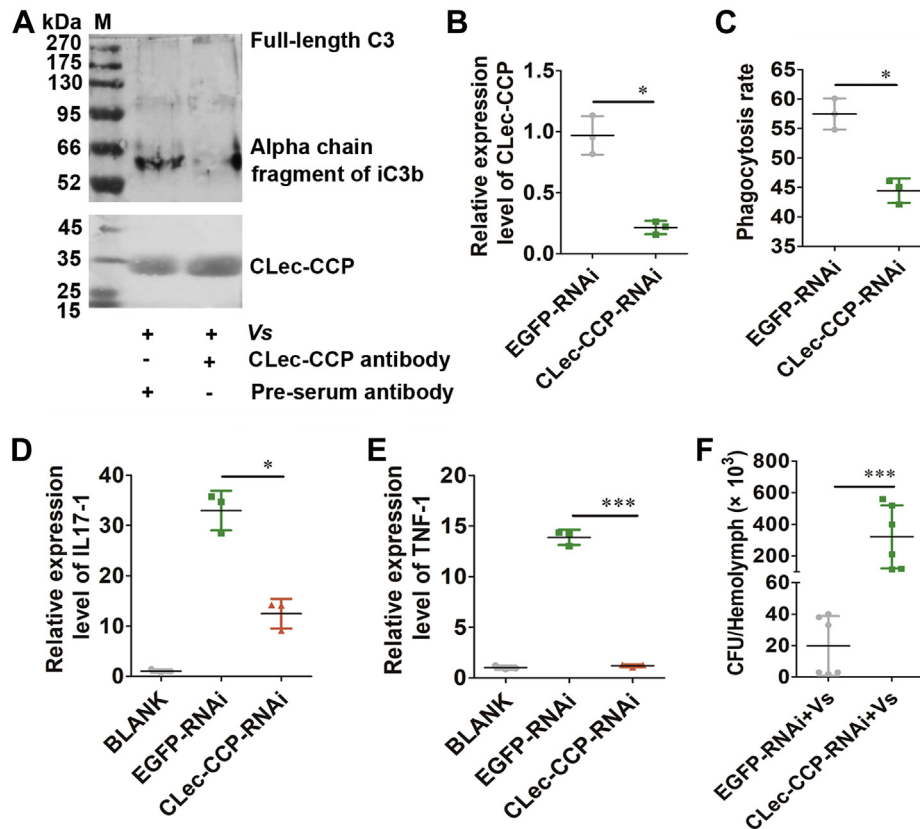 A
kDa M
270
175
130
95
66
52
45
35
25
15
Full-length C3
Alpha chain
fragment of iC3b
CLec-CCP
+ + Vs
- + CLec-CCP antibody
+ - Pre-serum antibody
B
Relative expression
level of CLec-CCP
1.5
1.0
0.5
0.0
*
EGFP-RNAi
CLec-CCP-RNAi
C
Phagocytosis rate
65
60
55
50
45
40
35
*
EGFP-RNAi
CLec-CCP-RNAi
D
Relative expression
level of IL17-1
40
30
20
10
0
*
BLANK
EGFP-RNAi
CLec-CCP-RNAi
E
Relative expression
level of TNF-1
20
15
10
5
0
***
BLANK
EGFP-RNAi
CLec-CCP-RNAi
F
CFU/Hemolymph (× 10³)
800
600
400
200
40
20
0
***
EGFP-RNAi+Vs
CLec-CCP-RNAi+Vs